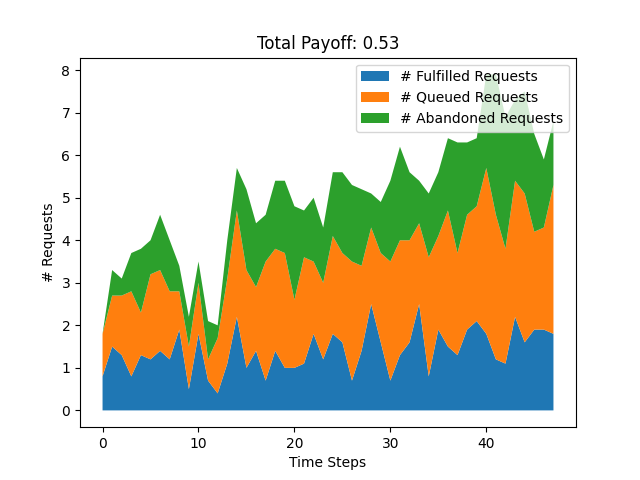 Total Payoff: 0.53
# Fulfilled Requests
# Queued Requests
# Abandoned Requests
# Requests
8
7
6
5
4
3
2
1
0
0 10 20 30 40
Time Steps